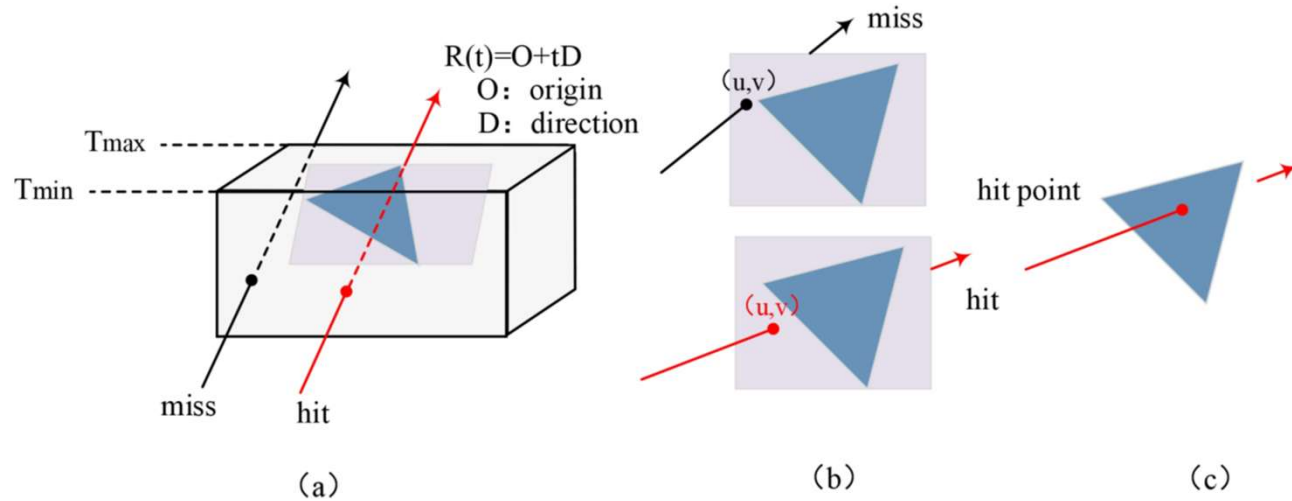 R(t)=O+tD
O：origin
D：direction
Tmax
Tmin
miss
hit
(a)
miss
（u,v）
（u,v）
hit
(b)
hit point
(c)